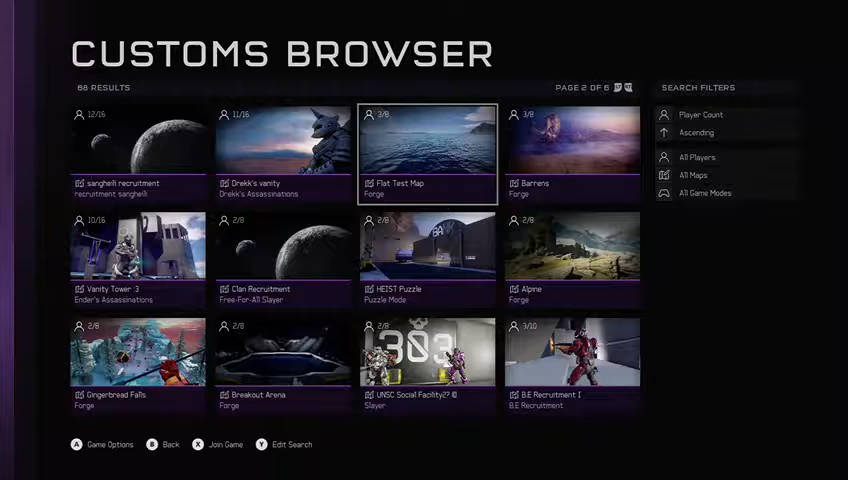 CUSTOMS BROWSER
68 RESULTS
PAGE 2 OF 6
SEARCH FILTERS
12/16
sangheili recruitment
recruitment sangheili
11/16
Drekk's vanity
Drekk's Assassinations
3/8
Flat Test Map
Forge
3/8
Barrens
Forge
Player Count
Ascending
All Players
All Maps
All Game Modes
10/16
Vanity Tower :3
Ender's Assassinations
2/8
Clan Recruitment
Free-For-All Slayer
2/8
BA
HEIST Puzzle
Puzzle Mode
2/8
Alpine
Forge
2/8
Gingerbread Falls
Forge
2/8
Breakout Arena
Forge
2/8
303
UNSC Social Facility??
Slayer
3/10
B.E Recruitment I
B.E Recruitment
A Game Options
B Back
X Join Game
Y Edit Search